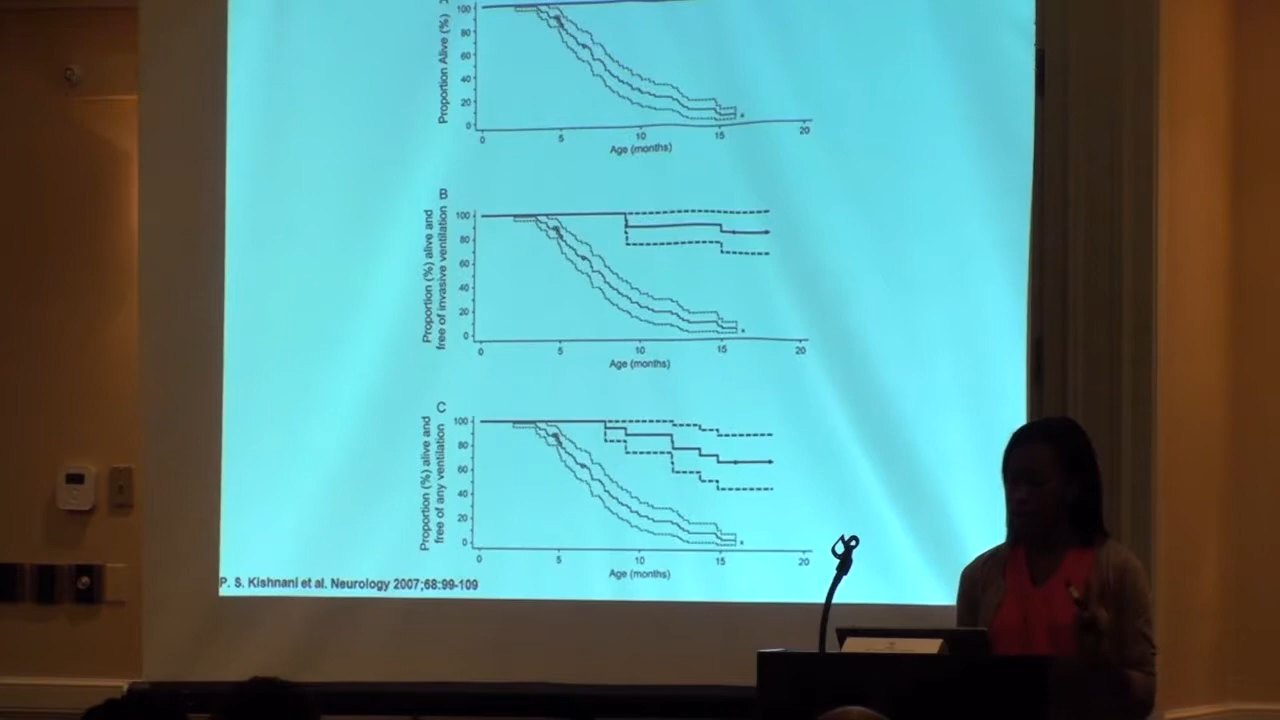 Proportion Alive (%)
100
80
60
40
20
0
0 5 10 15 20
Age (months)
B
Proportion (%) alive and
free of invasive ventilation
100
80
60
40
20
0
0 5 10 15 20
Age (months)
C
Proportion (%) alive and
free of any ventilation
100
80
60
40
20
0
0 5 10 15 20
Age (months)
P. S. Kishnani et al. Neurology 2007;68:99-109